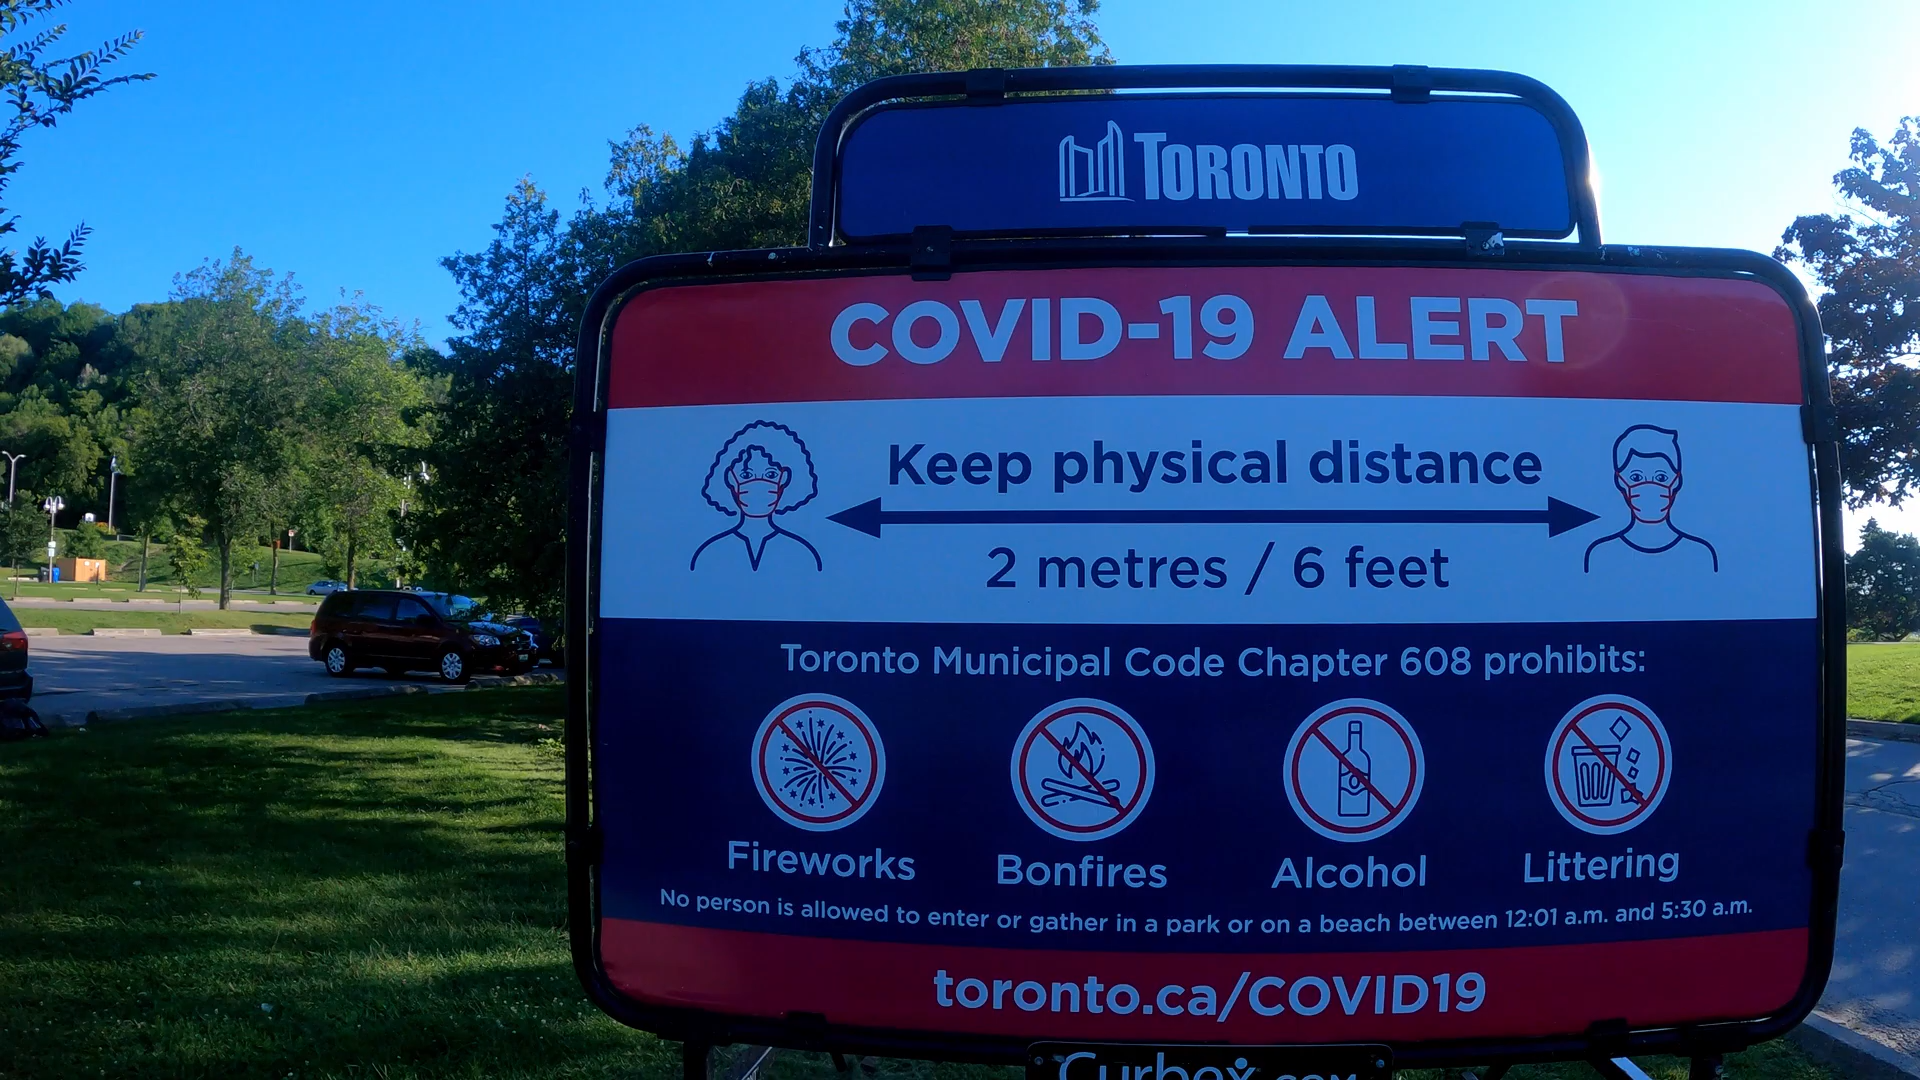 TORONTO
COVID-19 ALERT
Keep physical distance
2 metres / 6 feet
Toronto Municipal Code Chapter 608 prohibits:
Fireworks Bonfires Alcohol Littering
No person is allowed to enter or gather in a park or on a beach between 12:01 a.m. and 5:30 a.m.
toronto.ca/COVID19
Curbex.com